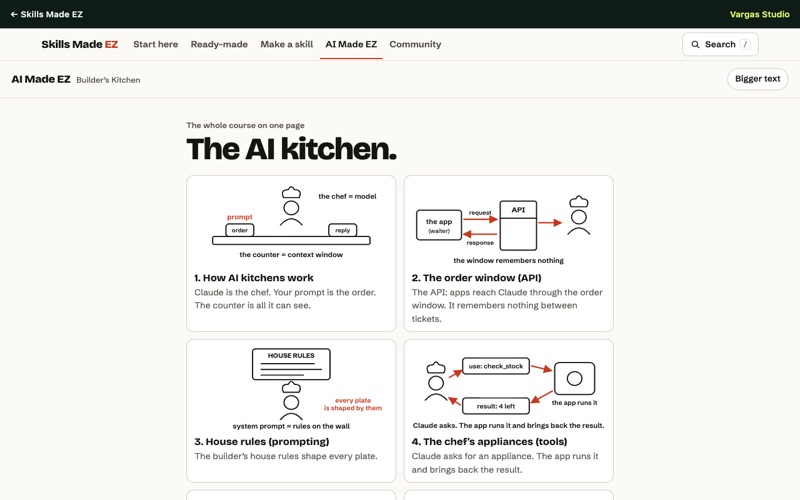 ← Skills Made EZ
Vargas Studio
Skills Made EZ
Start here
Ready-made
Make a skill
AI Made EZ
Community
Search /
AI Made EZ Builder's Kitchen
Bigger text
The whole course on one page
The AI kitchen.
the chef = model
prompt
order
reply
the counter = context window
1. How AI kitchens work
Claude is the chef. Your prompt is the order.
The counter is all it can see.
the app
(waiter)
request
response
API
the window remembers nothing
2. The order window (API)
The API: apps reach Claude through the order
window. It remembers nothing between
tickets.
HOUSE RULES
every plate
is shaped by them
system prompt = rules on the wall
3. House rules (prompting)
The builder's house rules shape every plate.
use: check_stock
result: 4 left
the app runs it
Claude asks. The app runs it and brings back the result.
4. The chef's appliances (tools)
Claude asks for an appliance. The app runs it
and brings back the result.